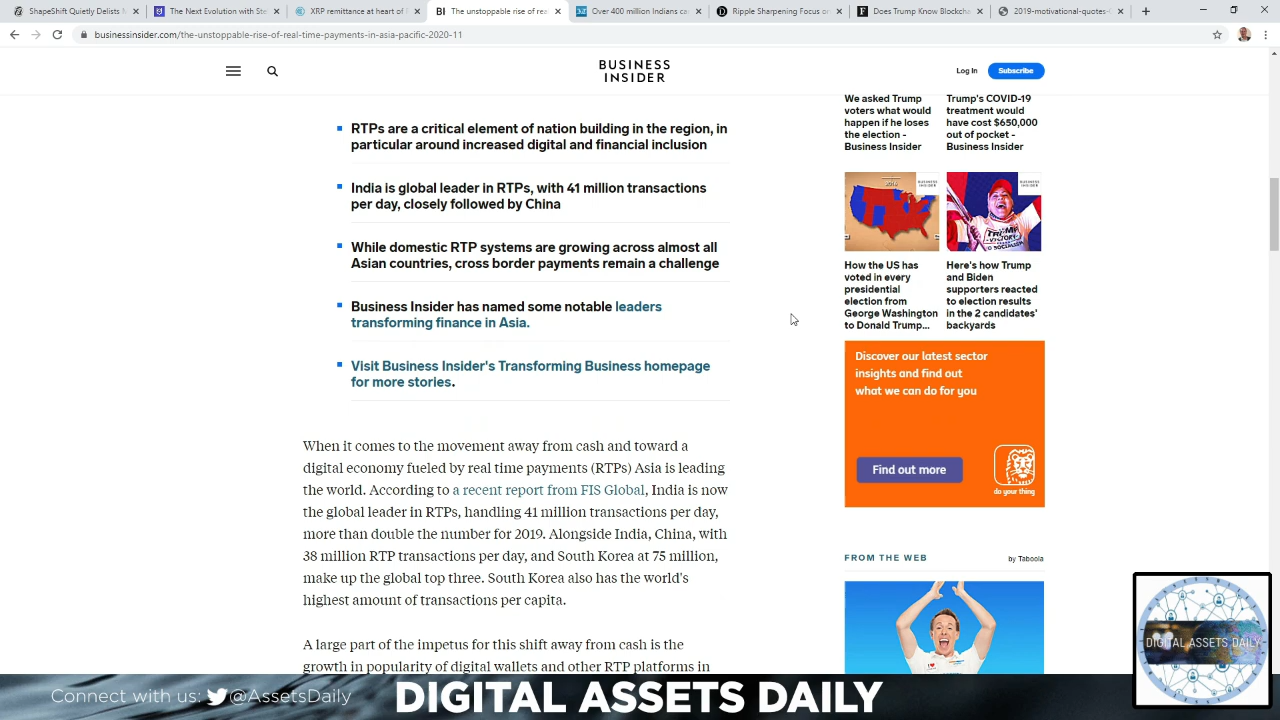 ShapeShift Quietly Delists M
The Next Evolution with Ste
XRP remittance at heart of
The unstoppable rise of rea
Over 400 million Indians ca
Ripple Sharpening Focus on
Does Trump Know Blockcha
2019-motivational-quotes-
businessinsider.com/the-unstoppable-rise-of-real-time-payments-in-asia-pacific-2020-11
BUSINESS
INSIDER
Log In
Subscribe
RTPs are a critical element of nation building in the region, in
particular around increased digital and financial inclusion
India is global leader in RTPs, with 41 million transactions
per day, closely followed by China
While domestic RTP systems are growing across almost all
Asian countries, cross border payments remain a challenge
Business Insider has named some notable leaders
transforming finance in Asia.
Visit Business Insider's Transforming Business homepage
for more stories.
When it comes to the movement away from cash and toward a
digital economy fueled by real time payments (RTPs) Asia is leading
the world. According to a recent report from FIS Global, India is now
the global leader in RTPs, handling 41 million transactions per day,
more than double the number for 2019. Alongside India, China, with
38 million RTP transactions per day, and South Korea at 75 million,
make up the global top three. South Korea also has the world's
highest amount of transactions per capita.
A large part of the impetus for this shift away from cash is the
growth in popularity of digital wallets and other RTP platforms in
We asked Trump
voters what would
happen if he loses
the election -
Business Insider
Trump's COVID-19
treatment would
have cost $650,000
out of pocket -
Business Insider
How the US has
voted in every
presidential
election from
George Washington
to Donald Trump...
TRUMP
VICTORY
SOCIALISM
Here's how Trump
and Biden
supporters reacted
to election results
in the 2 candidates'
backyards
Discover our latest sector
insights and find out
what we can do for you
Find out more
do your thing
FROM THE WEB
by Taboola
DIGITAL ASSETS DAILY
Connect with us: @AssetsDaily
DIGITAL ASSETS DAILY